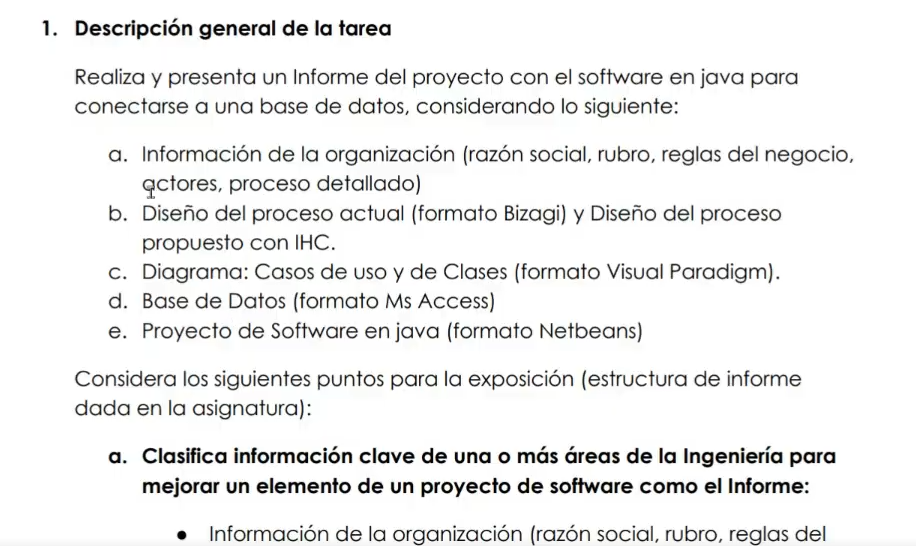 1. Descripción general de la tarea
Realiza y presenta un Informe del proyecto con el software en java para
conectarse a una base de datos, considerando lo siguiente:
a. Información de la organización (razón social, rubro, reglas del negocio,
actores, proceso detallado)
b. Diseño del proceso actual (formato Bizagi) y Diseño del proceso
propuesto con IHC.
c. Diagrama: Casos de uso y de Clases (formato Visual Paradigm).
d. Base de Datos (formato Ms Access)
e. Proyecto de Software en java (formato Netbeans)
Considera los siguientes puntos para la exposición (estructura de informe
dada en la asignatura):
a. Clasifica información clave de una o más áreas de la Ingeniería para
mejorar un elemento de un proyecto de software como el Informe:
• Información de la organización (razón social, rubro, reglas del